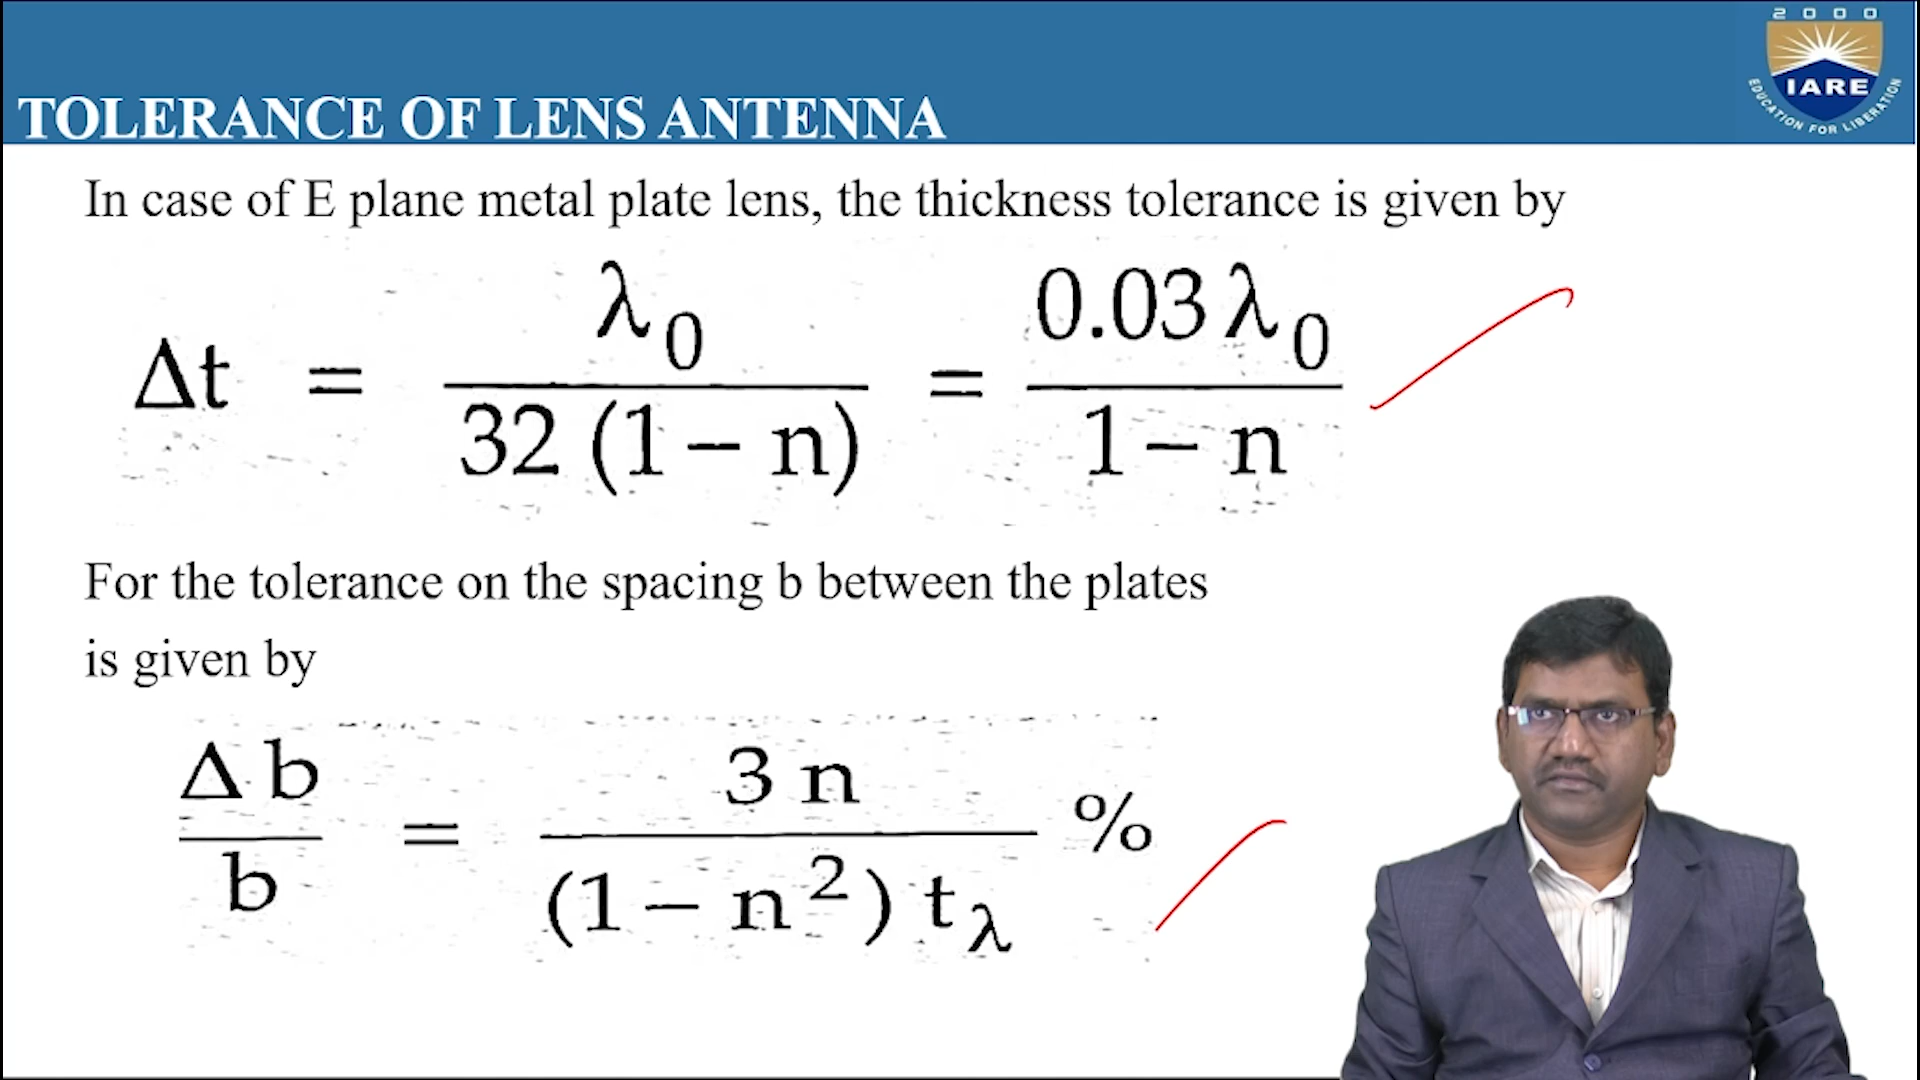 2000
IARE
EDUCATION FOR LIBERATION
TOLERANCE OF LENS ANTENNA
In case of E plane metal plate lens, the thickness tolerance is given by
Δt = λ₀ / 32 (1 – n) = 0.03 λ₀ / 1 – n
For the tolerance on the spacing b between the plates
is given by
Δ b / b = 3 n / (1 – n²) t_λ %